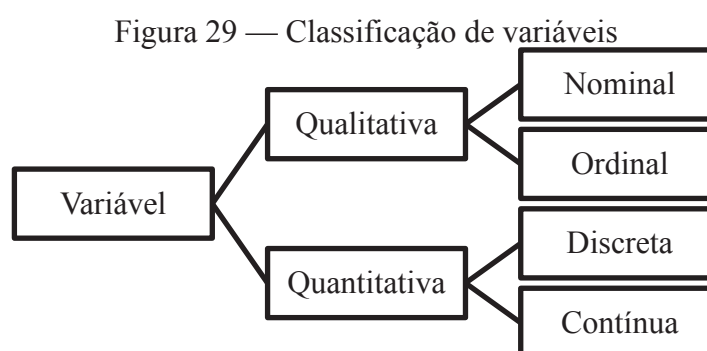 Figura 29 — Classificação de variáveis
Nominal
Qualitativa
Ordinal
Variável
Discreta
Quantitativa
Contínua